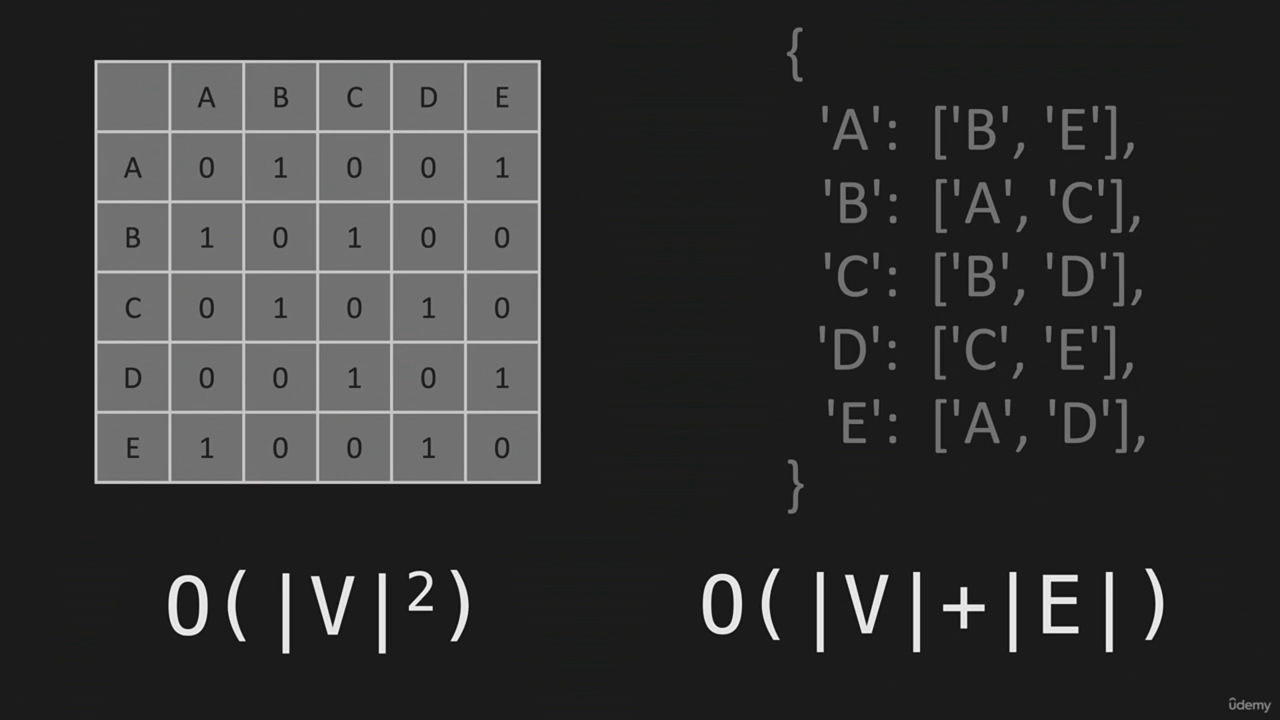 A B C D E
A 0 1 0 0 1
B 1 0 1 0 0
C 0 1 0 1 0
D 0 0 1 0 1
E 1 0 0 1 0
O(|V|²)
{
'A': ['B', 'E'],
'B': ['A', 'C'],
'C': ['B', 'D'],
'D': ['C', 'E'],
'E': ['A', 'D'],
}
O(|V|+|E|)
ûdemy